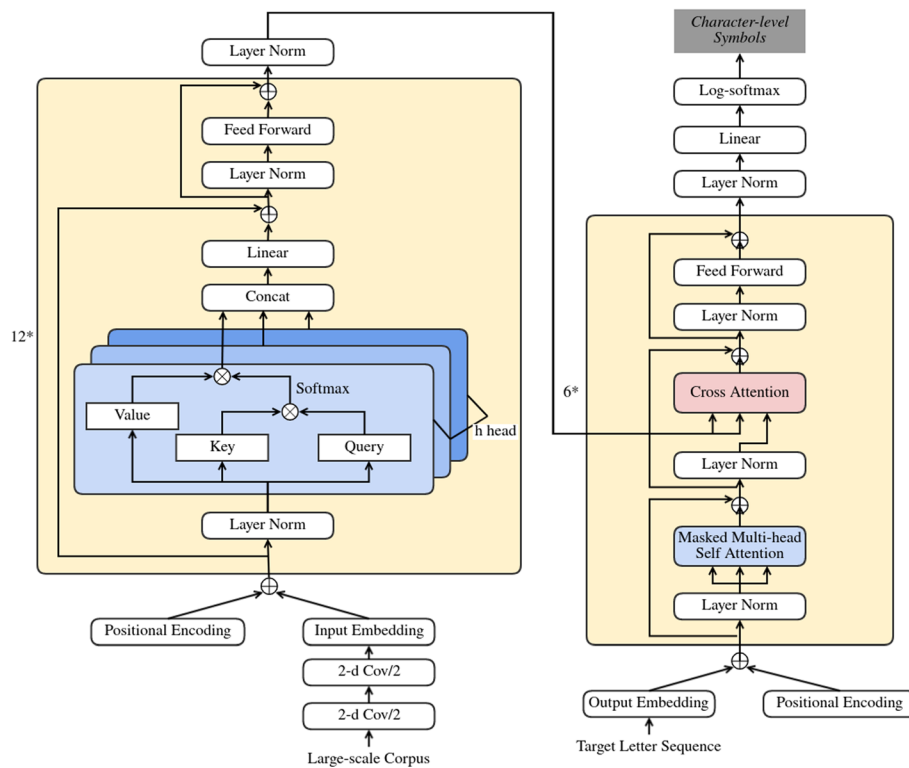 Layer Norm
Feed Forward
Layer Norm
Linear
Concat
12*
Softmax
Value
Key
Query
h head
Layer Norm
Positional Encoding
Input Embedding
2-d Cov/2
2-d Cov/2
Large-scale Corpus
Character-level
Symbols
Log-softmax
Linear
Layer Norm
Feed Forward
Layer Norm
6*
Cross Attention
Layer Norm
Masked Multi-head
Self Attention
Layer Norm
Output Embedding
Positional Encoding
Target Letter Sequence